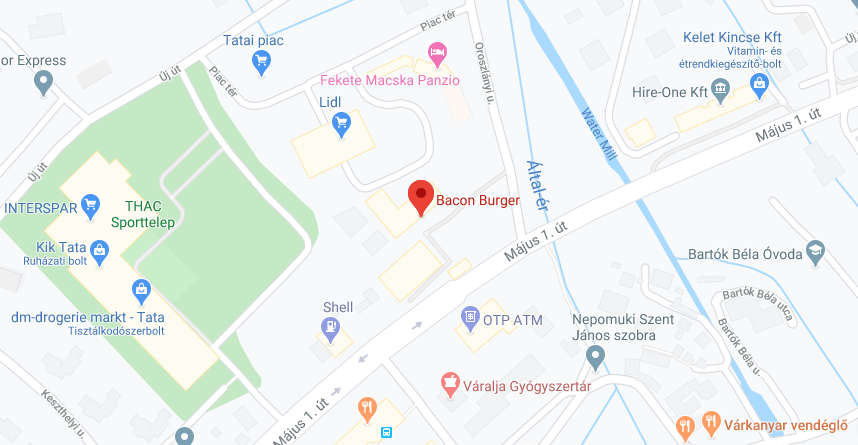 Piac tér
Tatai piac
Kelet Kincse Kft
Vitamin- és
étrendkiegészítő-bolt
Új út
or Express
Új út
Piac tér
Fekete Macska Panzio
Oroszlányi u.
Hire-One Kft
Lidl
Water Mill
Május 1. út
Új út
Által-ér
INTERSPAR
THAC
Sporttelep
Bacon Burger
Május 1. út
Kik Tata
Ruházati bolt
Bartók Béla Óvoda
dm-drogerie markt - Tata
Tisztálkodószerbolt
Shell
OTP ATM
Nepomuki Szent
János szobra
Bartók Béla utca
Bartók Béla u.
Váralja Gyógyszertár
Keszthelyi u.
Május 1. út
Várkanyar vendéglő